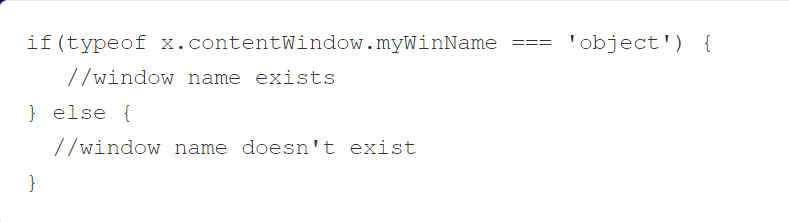 if(typeof x.contentWindow.myWinName === 'object') {
   //window name exists
} else {
  //window name doesn't exist
}